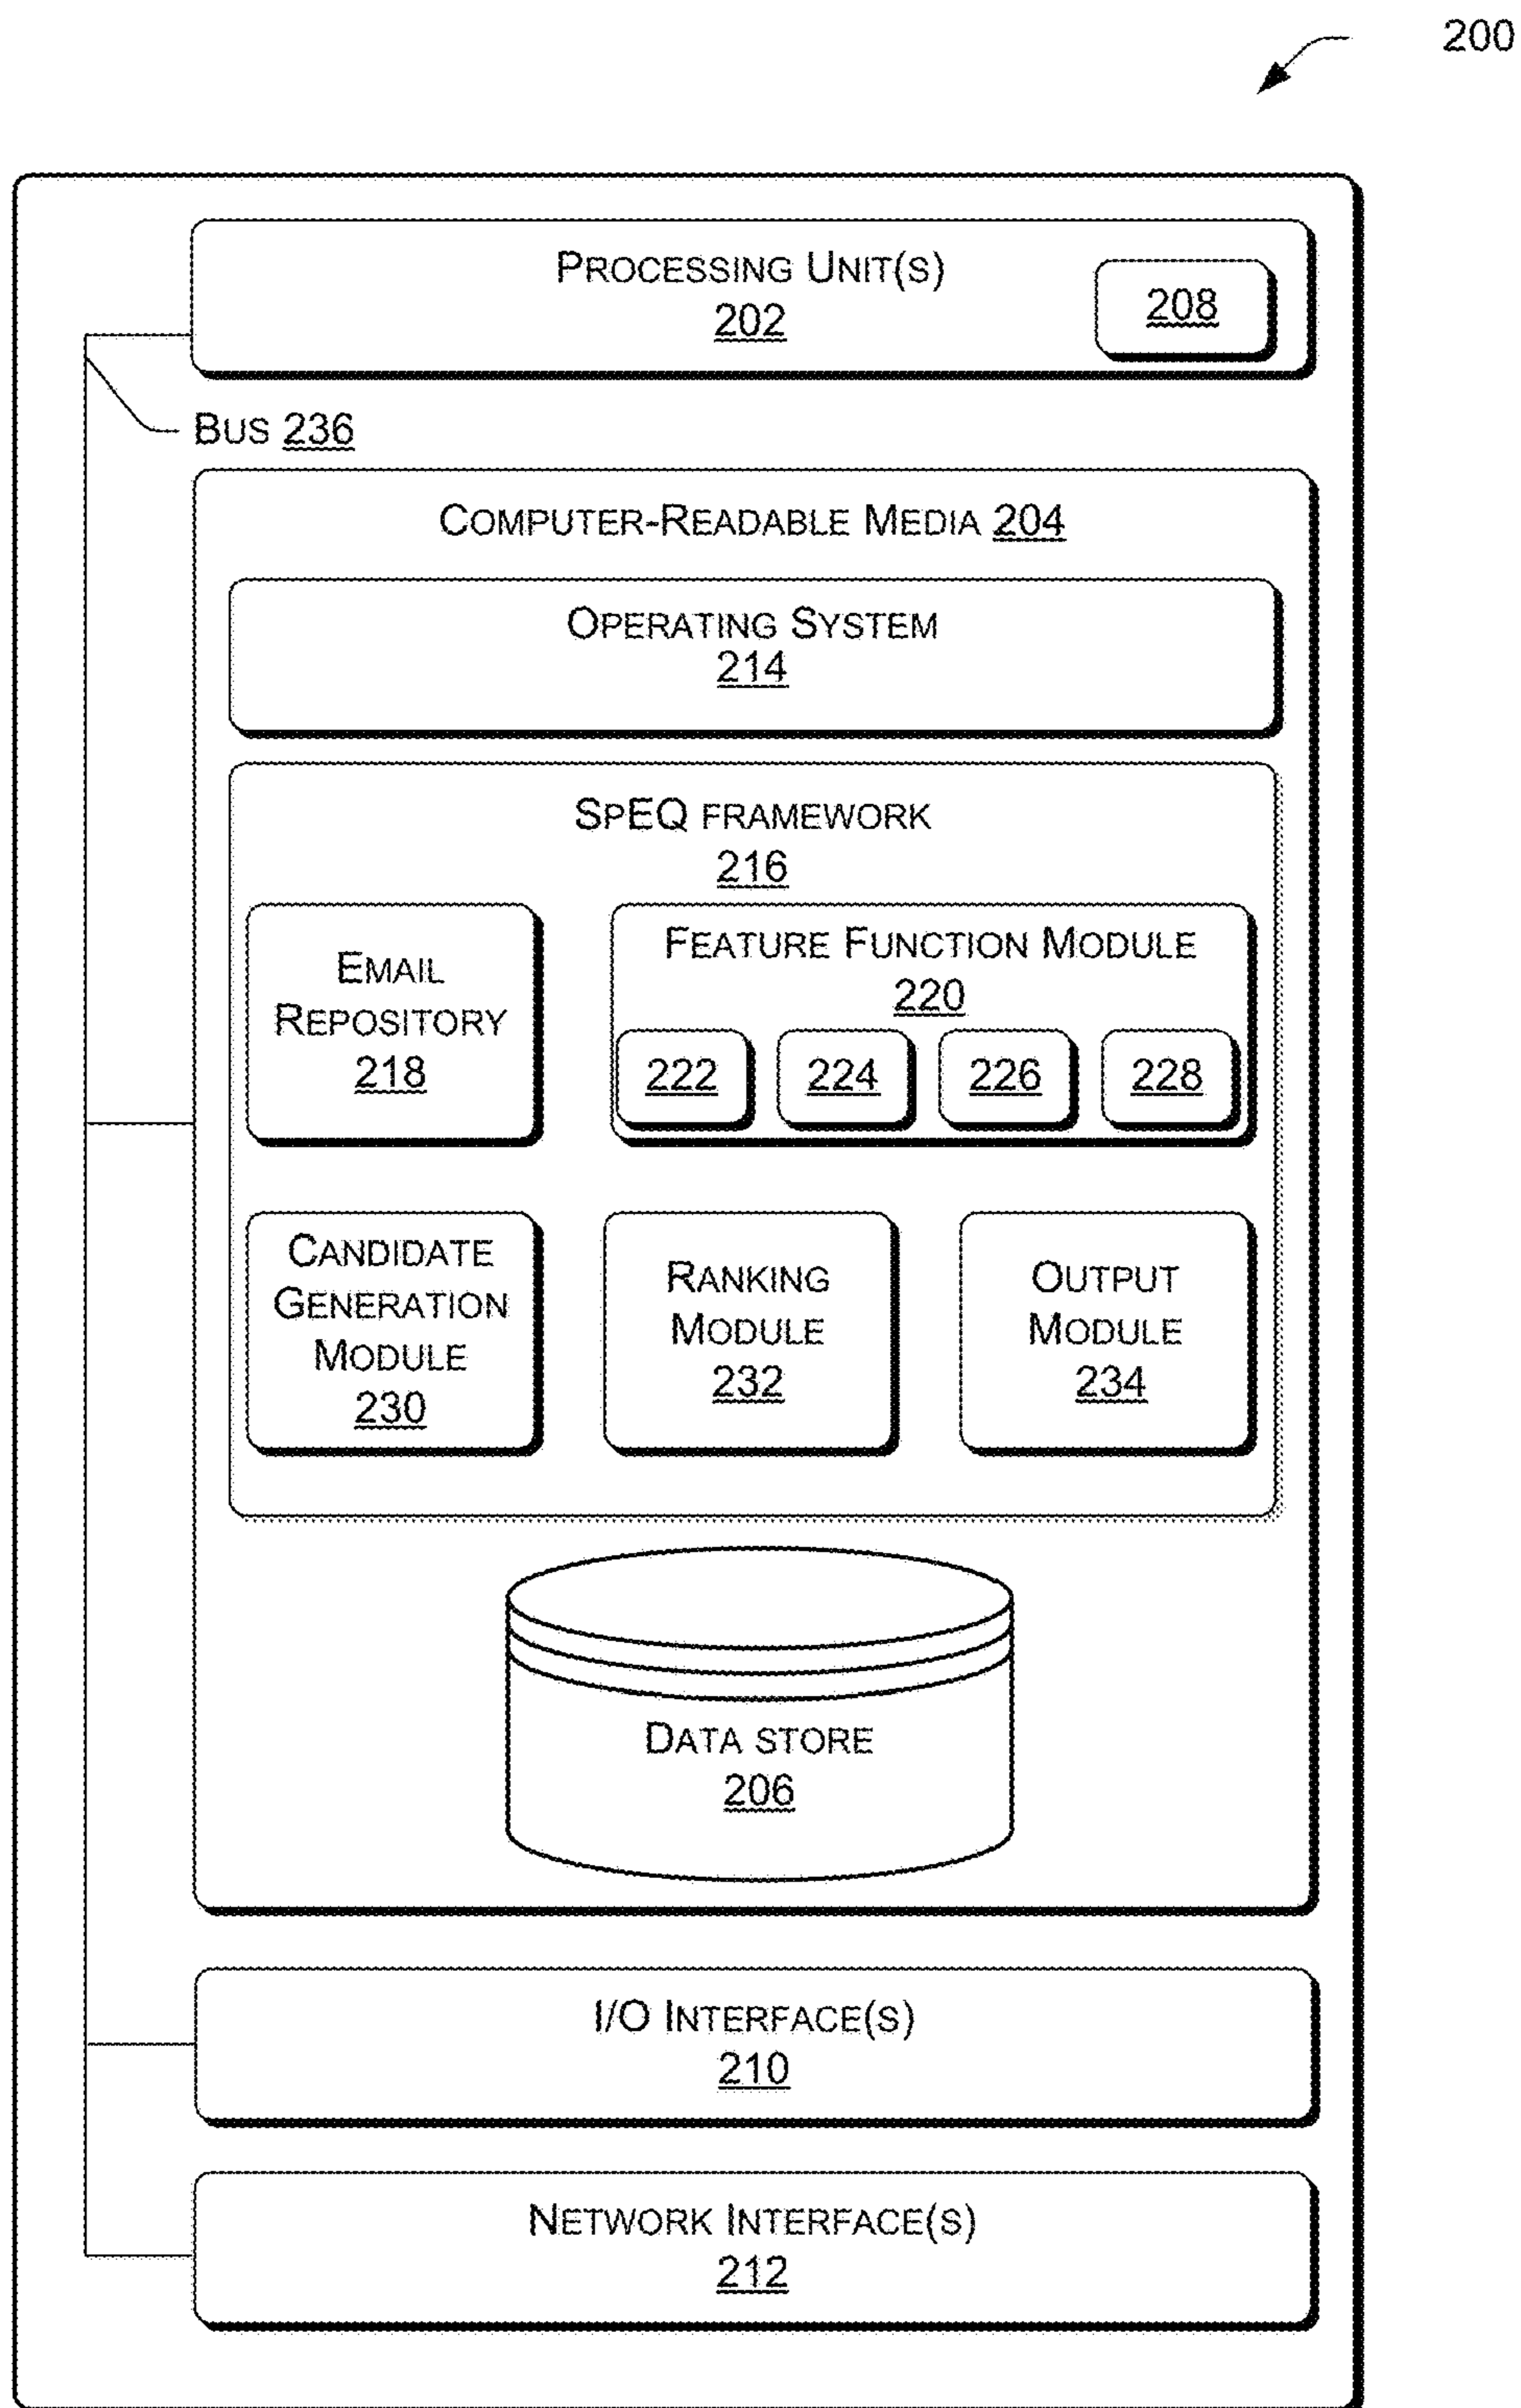 200
PROCESSING UNIT(S)
202
208
BUS 236
COMPUTER-READABLE MEDIA 204
OPERATING SYSTEM
214
SPEQ FRAMEWORK
216
EMAIL
REPOSITORY
218
FEATURE FUNCTION MODULE
220
222 224 226 228
CANDIDATE
GENERATION
MODULE
230
RANKING
MODULE
232
OUTPUT
MODULE
234
DATA STORE
206
I/O INTERFACE(S)
210
NETWORK INTERFACE(S)
212